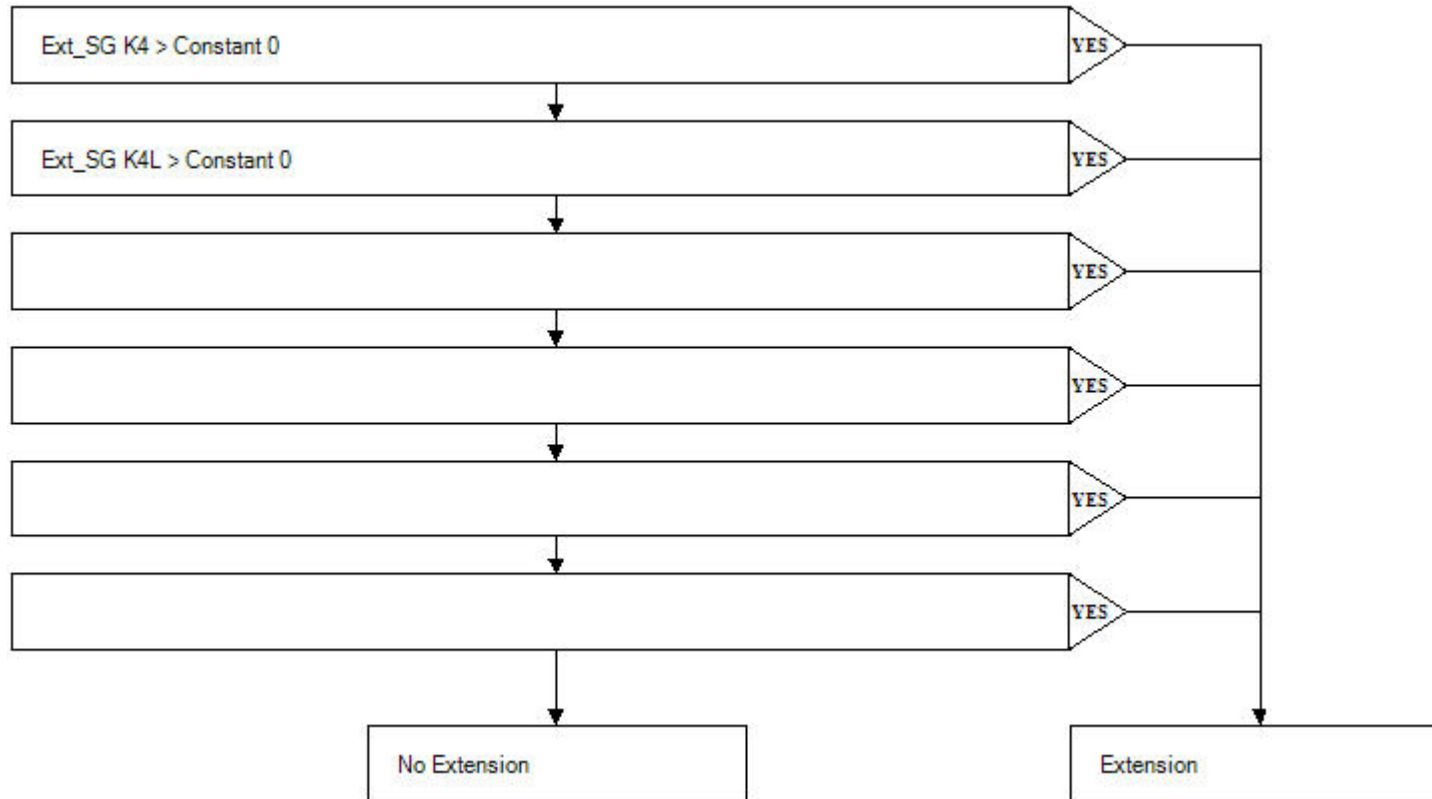 Ext_SG K4 > Constant 0
YES
Ext_SG K4L > Constant 0
YES
YES
YES
YES
YES
No Extension
Extension